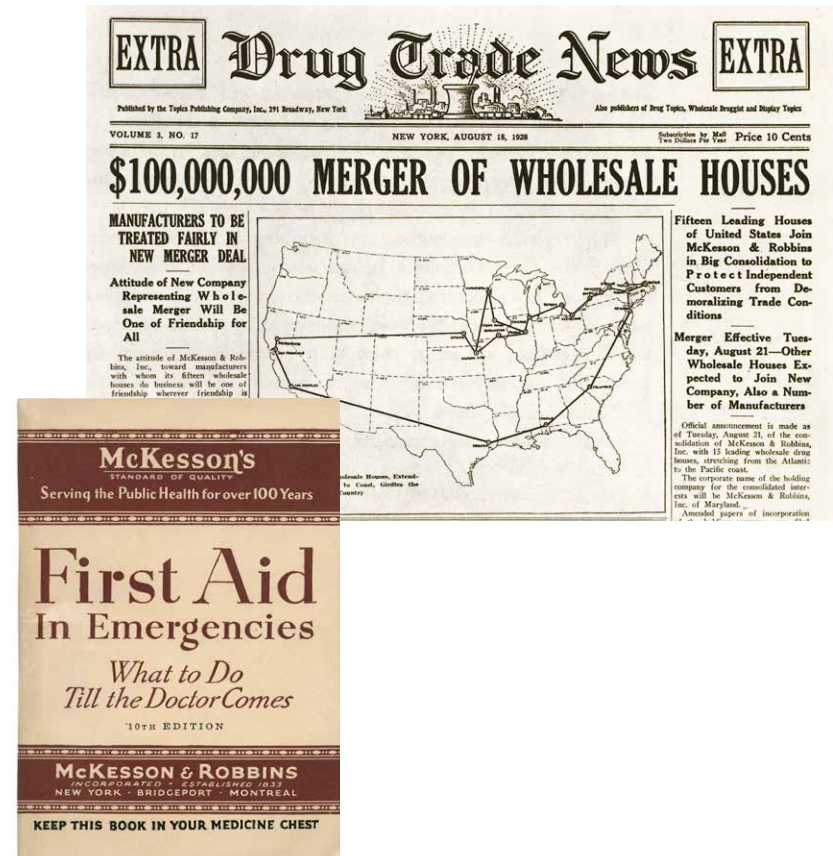 EXTRA
Drug Trade News
EXTRA
Published by the Topics Publishing Company, Inc., 291 Broadway, New York
Also publishers of Drug Topics, Wholesale Druggist and Display Topics
VOLUME 3, NO. 17
NEW YORK, AUGUST 18, 1928
Subscription by Mail
Two Dollars Per Year
Price 10 Cents
$100,000,000 MERGER OF WHOLESALE HOUSES
MANUFACTURERS TO BE
TREATED FAIRLY IN
NEW MERGER DEAL
Attitude of New Company
Representing Whole-
sale Merger Will Be
One of Friendship for
All
The attitude of McKesson & Rob-
bins, Inc., toward manufacturers
with whom its fifteen wholesale
houses do business will be one of
friendship wherever friendship is
SAN FRANCISCO
LOS ANGELES
olesale Houses, Extend-
to Coast, Girdles the
Country
Fifteen Leading Houses
of United States Join
McKesson & Robbins
in Big Consolidation to
Protect Independent
Customers from De-
moralizing Trade Con-
ditions
Merger Effective Tues-
day, August 21—Other
Wholesale Houses Ex-
pected to Join New
Company, Also a Num-
ber of Manufacturers
Official announcement is made as
of Tuesday, August 21, of the con-
solidation of McKesson & Robbins,
Inc. with 15 leading wholesale drug
houses, stretching from the Atlantic
to the Pacific coast.
The corporate name of the holding
company for the consolidated inter-
ests will be McKesson & Robbins,
Inc. of Maryland.
Amended papers of incorporation
McKesson's
STANDARD OF QUALITY
Serving the Public Health for over 100 Years
First Aid
In Emergencies
What to Do
Till the Doctor Comes
10TH EDITION
McKESSON & ROBBINS
INCORPORATED - ESTABLISHED 1833
NEW YORK · BRIDGEPORT · MONTREAL
KEEP THIS BOOK IN YOUR MEDICINE CHEST